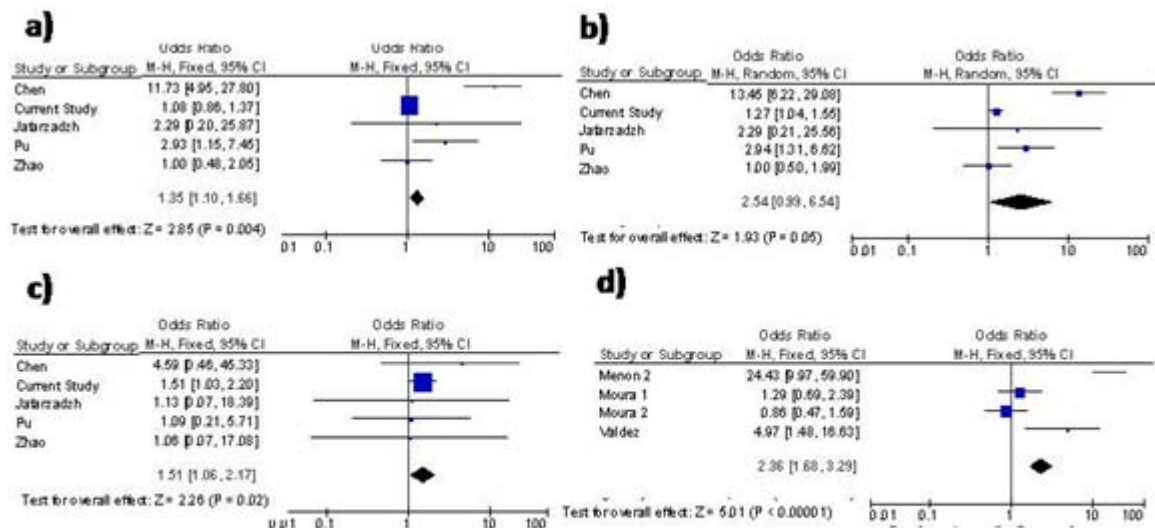 a)
Odds Ratio Odds Ratio
Study or Subgroup M-H, Fixed, 95% CI M-H, Fixed, 95% CI
Chen 11.73 [4.95, 27.80]
Current Study 1.08 [0.86, 1.37]
Jafarzadh 2.29 [0.20, 25.87]
Pu 2.93 [1.15, 7.45]
Zhao 1.00 [0.48, 2.05]
1.35 [1.10, 1.66]
Test for overall effect: Z = 2.85 (P = 0.004)
0.1 1 10 100
b)
Odds Ratio Odds Ratio
Study or Subgroup M-H, Random, 95% CI M-H, Random, 95% CI
Chen 13.46 [6.22, 29.08]
Current Study 1.27 [1.04, 1.55]
Jafarzadh 2.29 [0.21, 25.56]
Pu 2.94 [1.31, 6.62]
Zhao 1.00 [0.50, 1.99]
2.54 [0.99, 6.54]
Test for overall effect: Z = 1.93 (P = 0.05)
0.01 0.1 1 10 100
c)
Odds Ratio Odds Ratio
Study or Subgroup M-H, Fixed, 95% CI M-H, Fixed, 95% CI
Chen 4.59 [0.46, 45.33]
Current Study 1.51 [1.03, 2.20]
Jafarzadh 1.13 [0.07, 18.39]
Pu 1.09 [0.21, 5.71]
Zhao 1.06 [0.07, 17.08]
1.51 [1.06, 2.17]
Test for overall effect: Z = 2.26 (P = 0.02)
0.01 0.1 1 10 100
d)
Odds Ratio Odds Ratio
Study or Subgroup M-H, Fixed, 95% CI M-H, Fixed, 95% CI
Menon 2 24.43 [9.97, 59.90]
Moura 1 1.29 [0.69, 2.39]
Moura 2 0.86 [0.47, 1.59]
Valdez 4.97 [1.48, 16.63]
2.36 [1.68, 3.29]
Test for overall effect: Z = 5.01 (P < 0.00001)
0.01 0.1 1 10 100